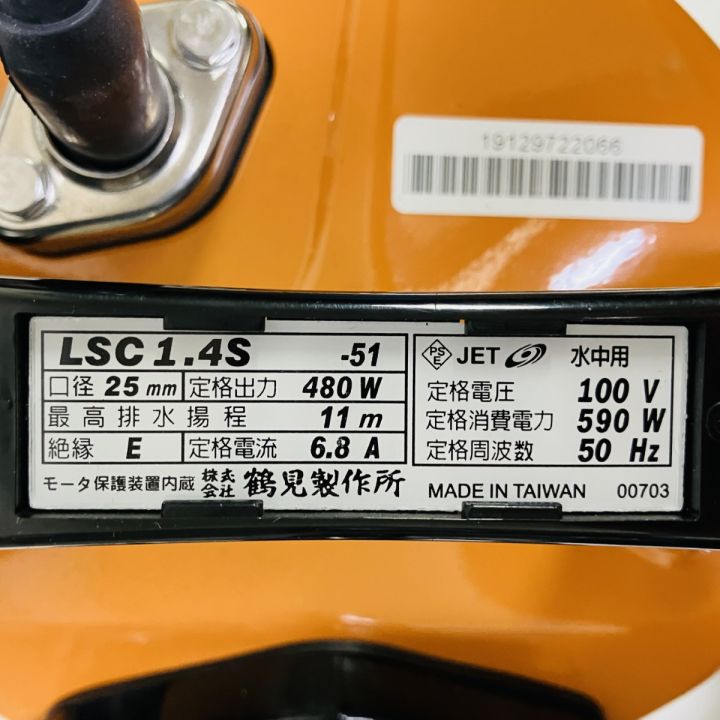 19129722066
LSC 1.4S -51
口径 25 mm 定格出力 480 W
最高排水揚程 11 m
絶縁 E 定格電流 6.8 A
モータ保護装置内蔵 株式会社 鶴見製作所
PSE JET 水中用
定格電圧 100 V
定格消費電力 590 W
定格周波数 50 Hz
MADE IN TAIWAN 00703